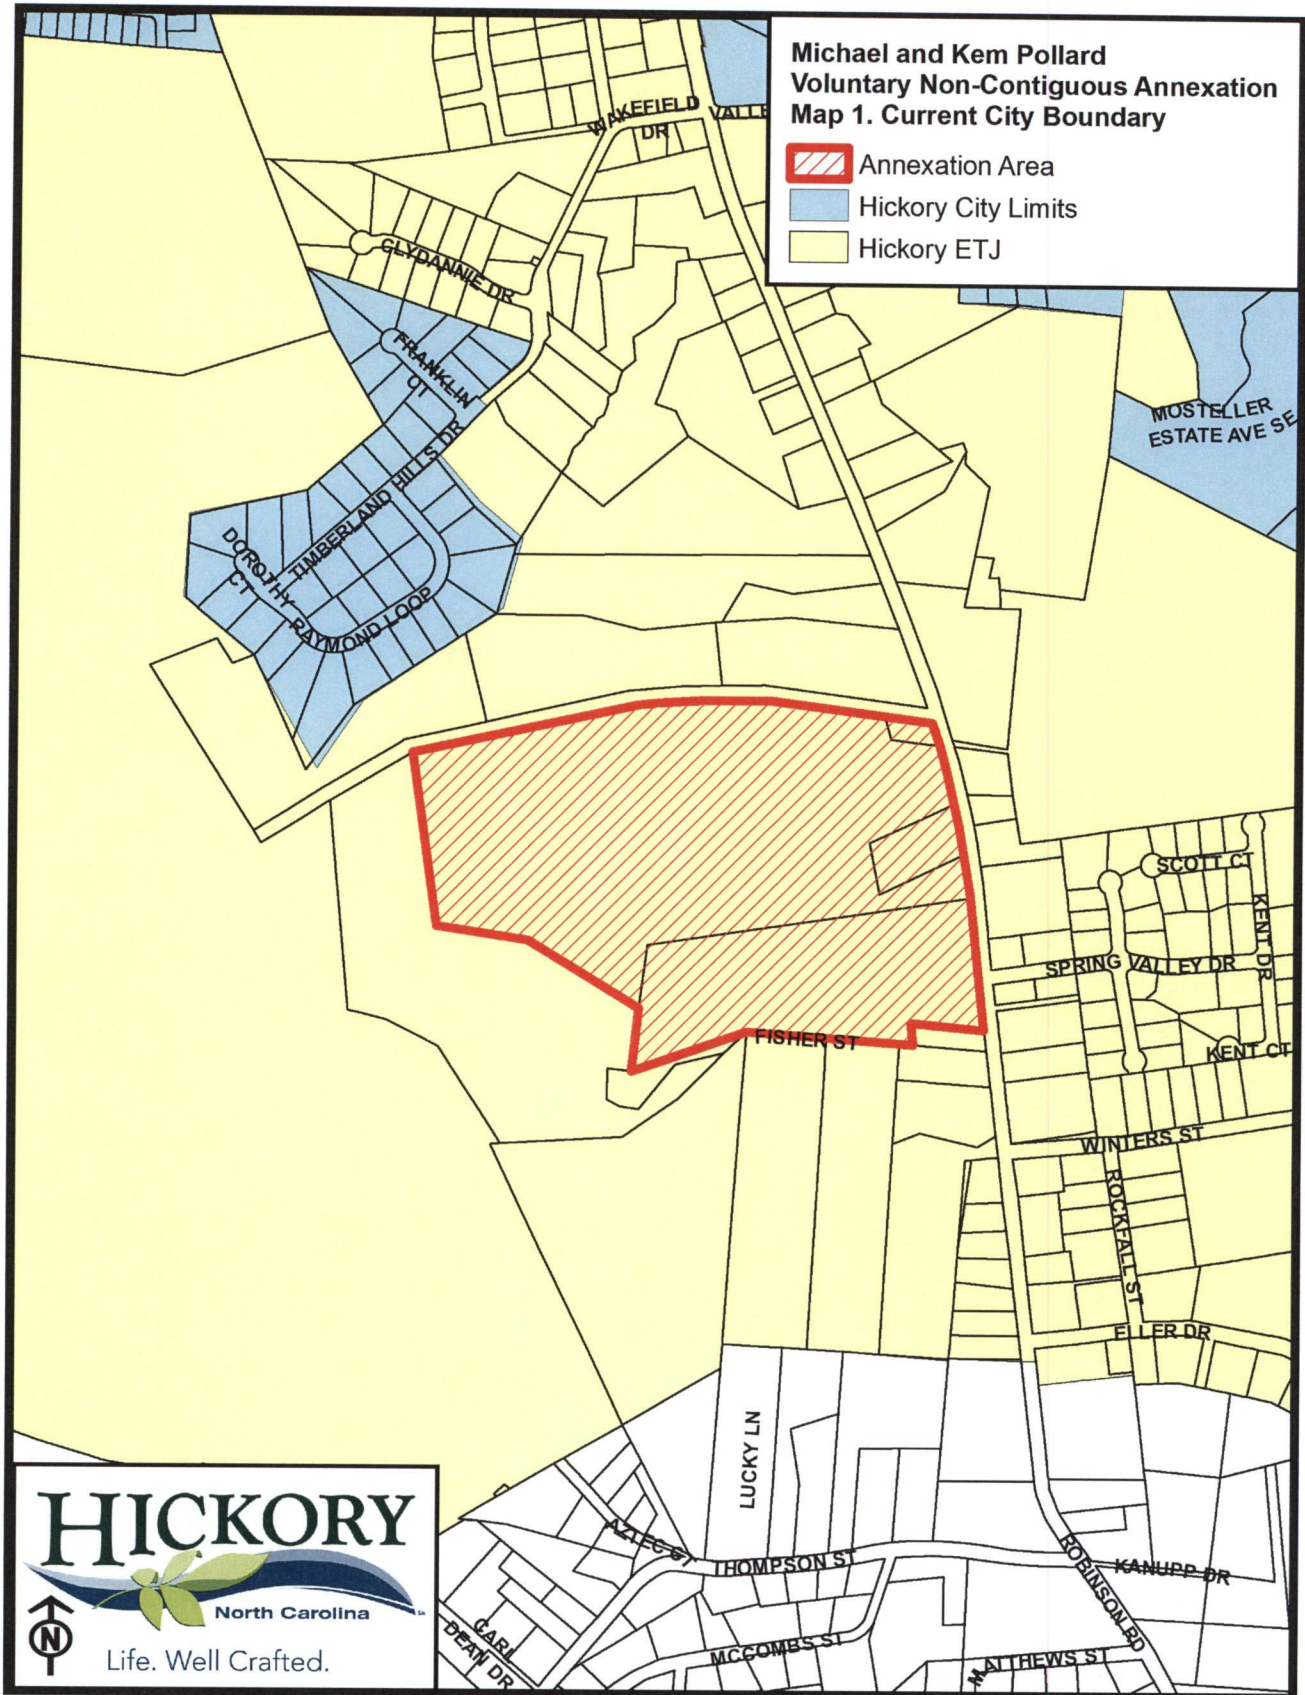 Michael and Kem Pollard
Voluntary Non-Contiguous Annexation
Map 1. Current City Boundary
Annexation Area
Hickory City Limits
Hickory ETJ
WAKEFIELD
DR
VALLE
GLYDANNIE DR
FRANKLIN
CT
MOSTELLER
ESTATE AVE SE
TIMBERLAND HILLS DR
DOROTHY
CT
RAYMOND LOOP
SCOTT CT
KENT DR
SPRING VALLEY DR
FISHER ST
KENT CT
WINTERS ST
ROCKFALL ST
ELLER DR
LUCKY LN
AZTEC CT
THOMPSON ST
ROBINSON RD
KANUPP DR
CARL
DEAN DR
MCCOMBS ST
MATTHEWS ST
HICKORY
North Carolina
Life. Well Crafted.
N